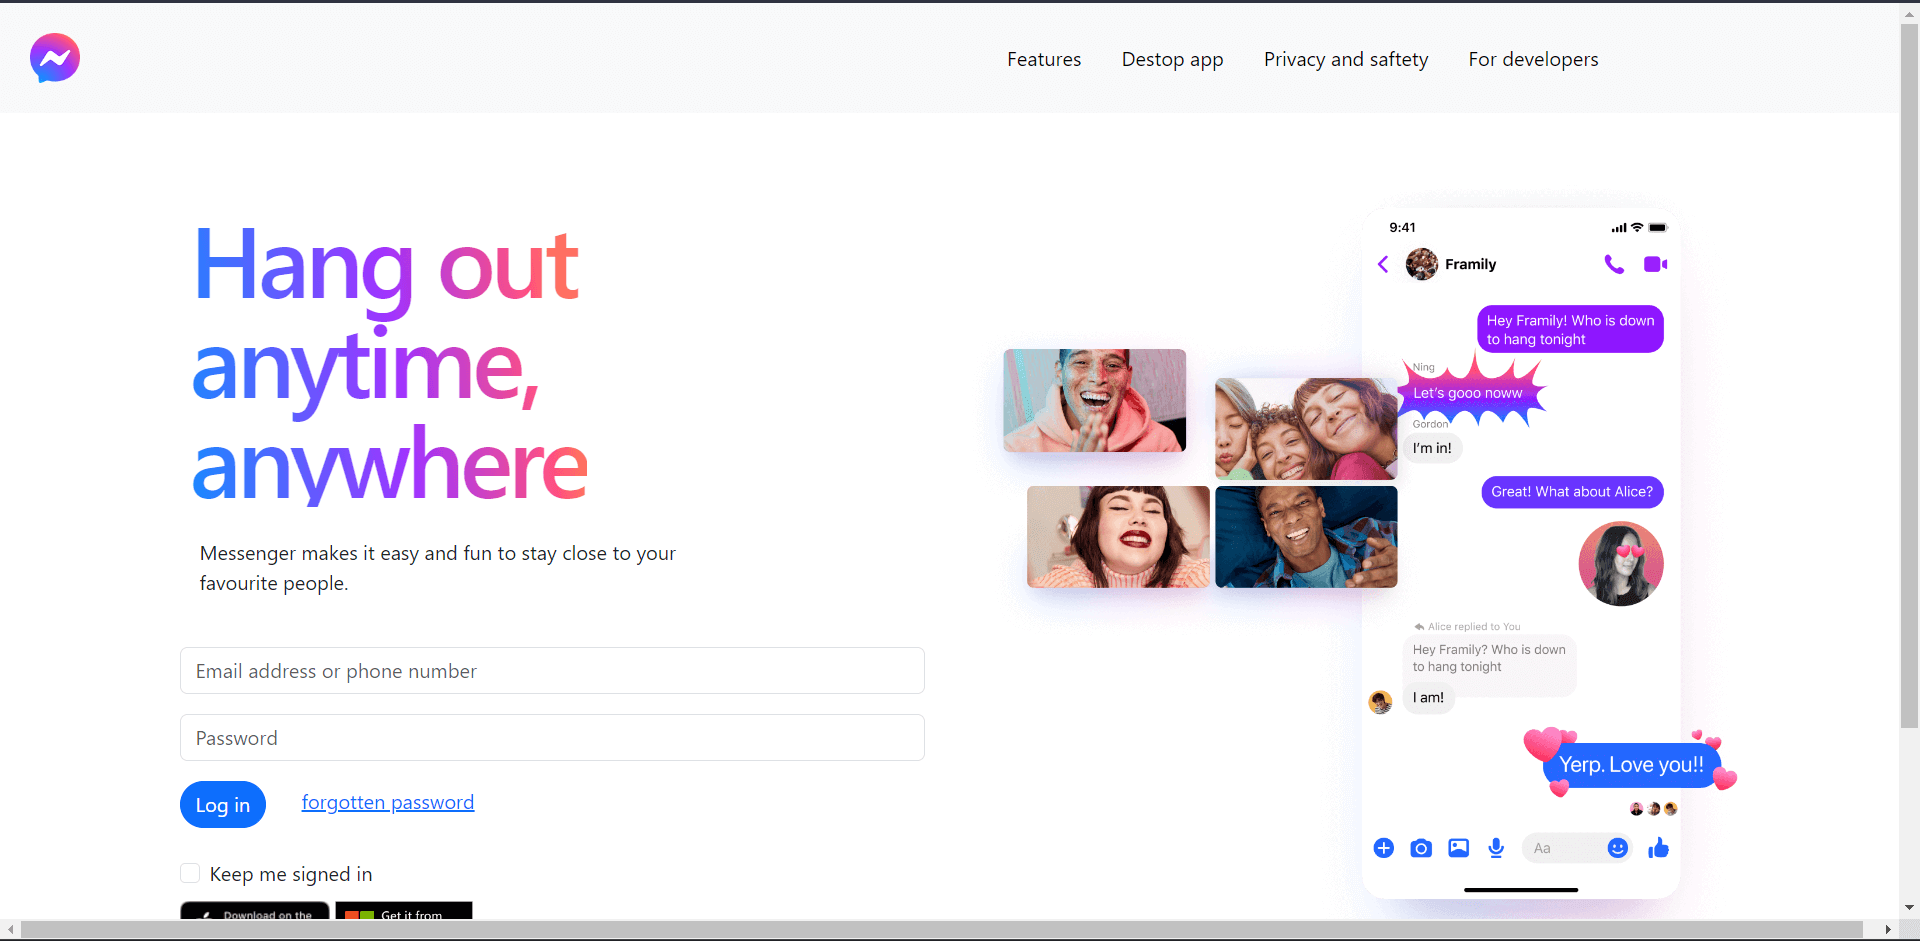 Features
Destop app
Privacy and saftety
For developers
Hang out
anytime,
anywhere
Messenger makes it easy and fun to stay close to your
favourite people.
Email address or phone number
Password
Log in
forgotten password
Keep me signed in
Download on the
Get it from
9:41
Framily
Hey Framily! Who is down
to hang tonight
Ning
Let's gooo noww
Gordon
I'm in!
Great! What about Alice?
Alice replied to You
Hey Framily? Who is down
to hang tonight
I am!
Yerp. Love you!!
Aa